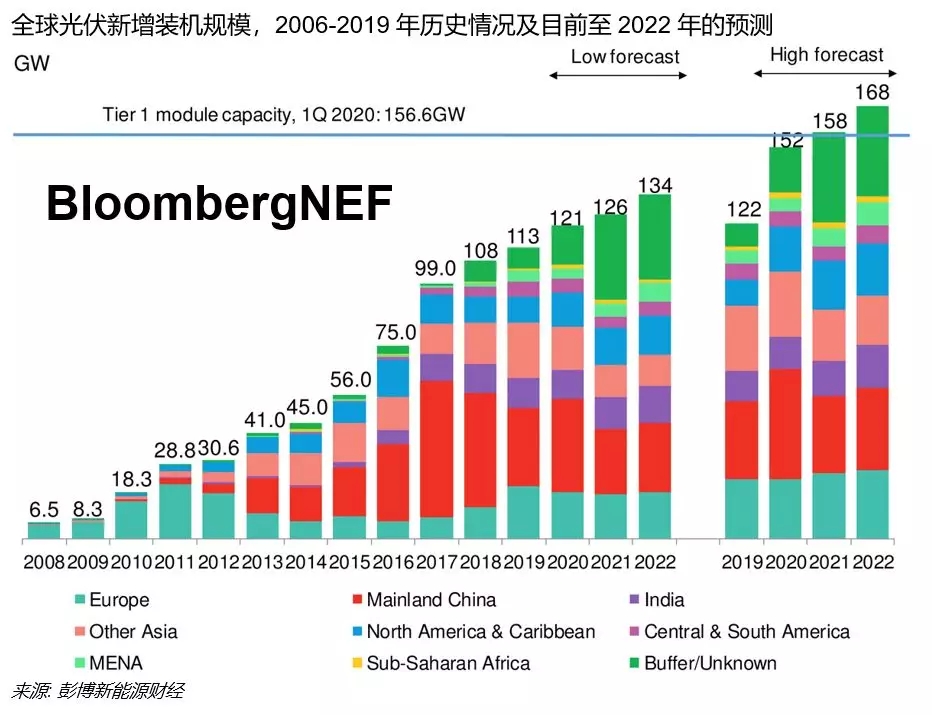 全球光伏新增装机规模，2006-2019 年历史情况及目前至 2022 年的预测
GW
Low forecast
High forecast
Tier 1 module capacity, 1Q 2020: 156.6GW
BloombergNEF
6.5 8.3 18.3 28.8 30.6 41.0 45.0 56.0 75.0 99.0 108 113 121 126 134 122 152 158 168
2008 2009 2010 2011 2012 2013 2014 2015 2016 2017 2018 2019 2020 2021 2022 2019 2020 2021 2022
Europe Mainland China India
Other Asia North America & Caribbean Central & South America
MENA Sub-Saharan Africa Buffer/Unknown
来源: 彭博新能源财经